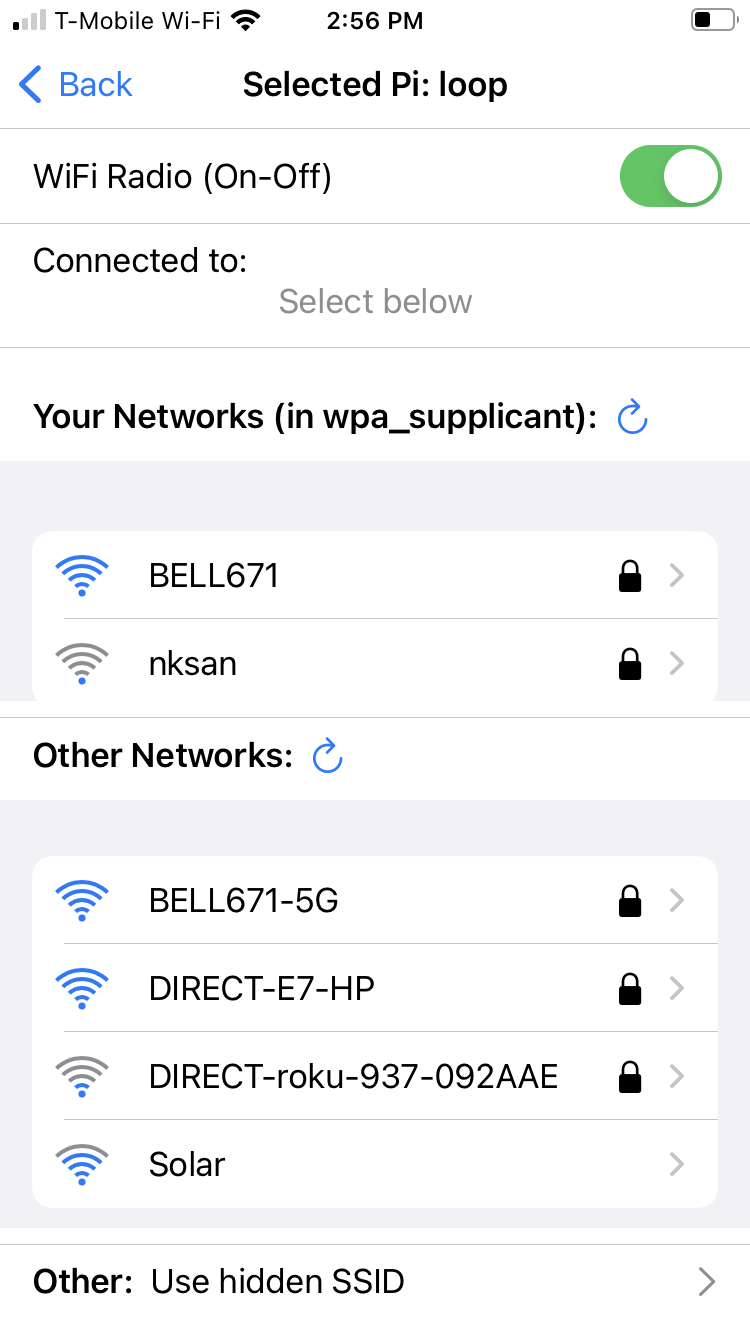 T-Mobile Wi-Fi 2:56 PM
Back Selected Pi: loop
WiFi Radio (On-Off)
Connected to:
Select below
Your Networks (in wpa_supplicant):
BELL671
nksan
Other Networks:
BELL671-5G
DIRECT-E7-HP
DIRECT-roku-937-092AAE
Solar
Other: Use hidden SSID